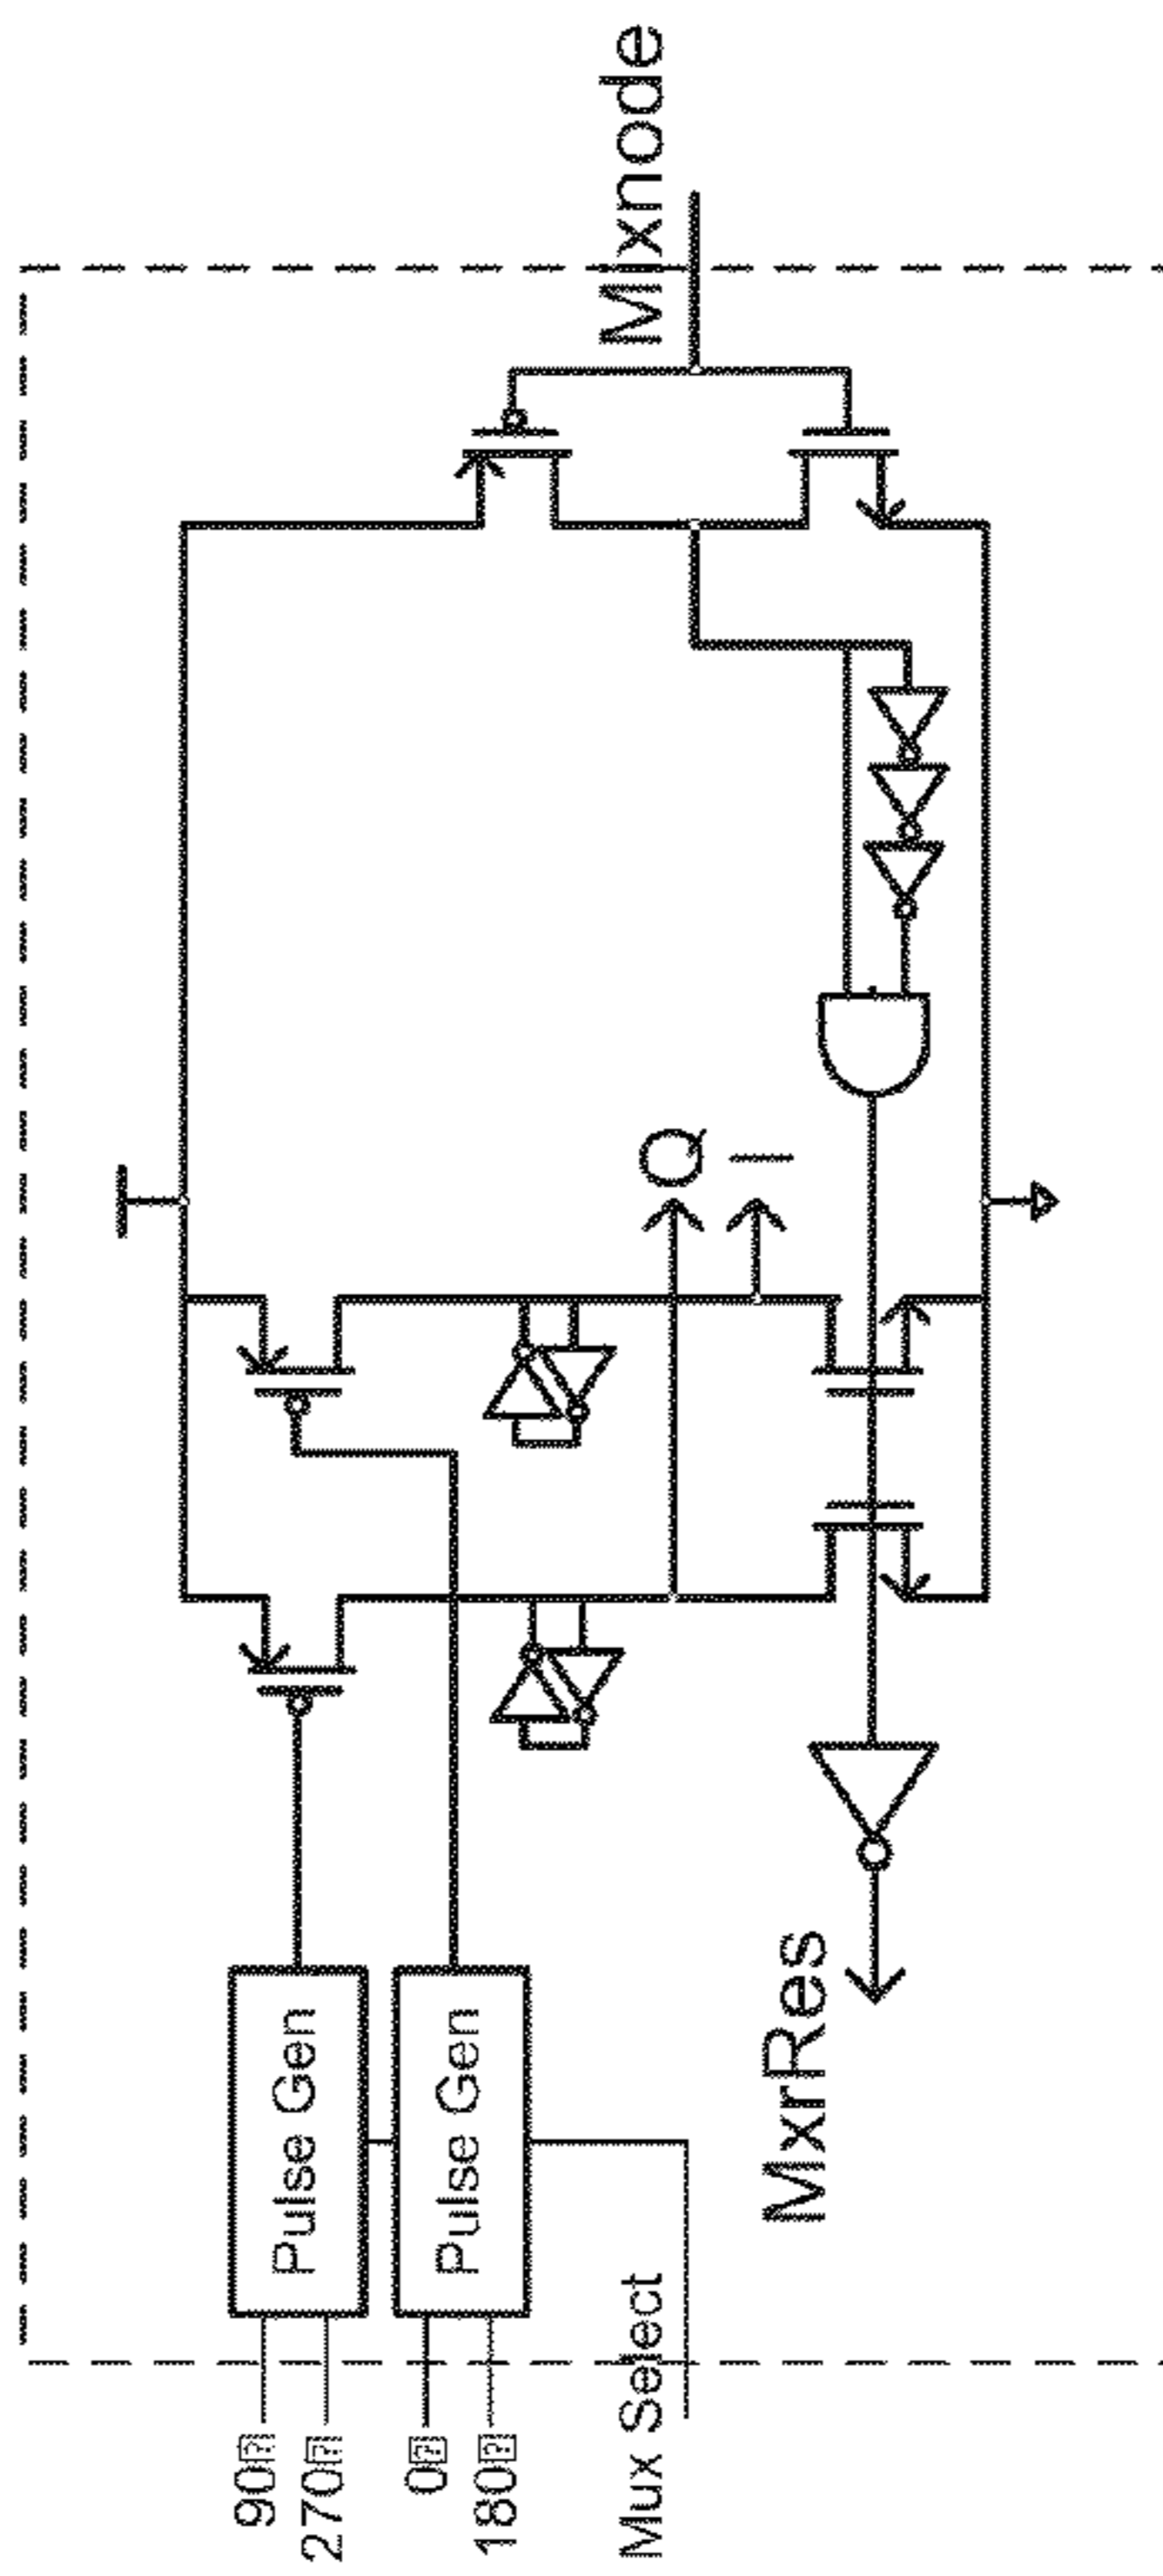 90⍰
270⍰
0⍰
180⍰
Mux Select
Pulse Gen
Pulse Gen
MxrRes
Q
I
Mixnode